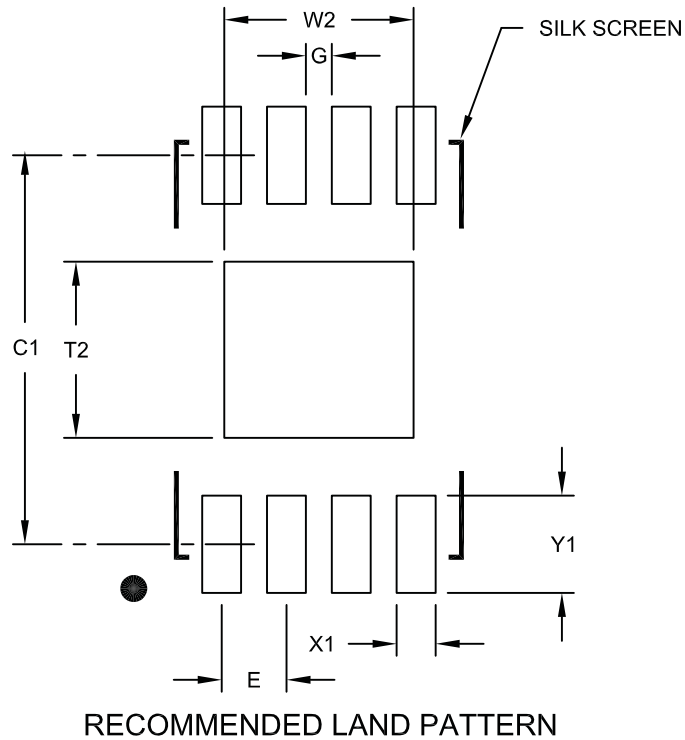 W2
SILK SCREEN
G
C1
T2
Y1
X1
E
RECOMMENDED LAND PATTERN